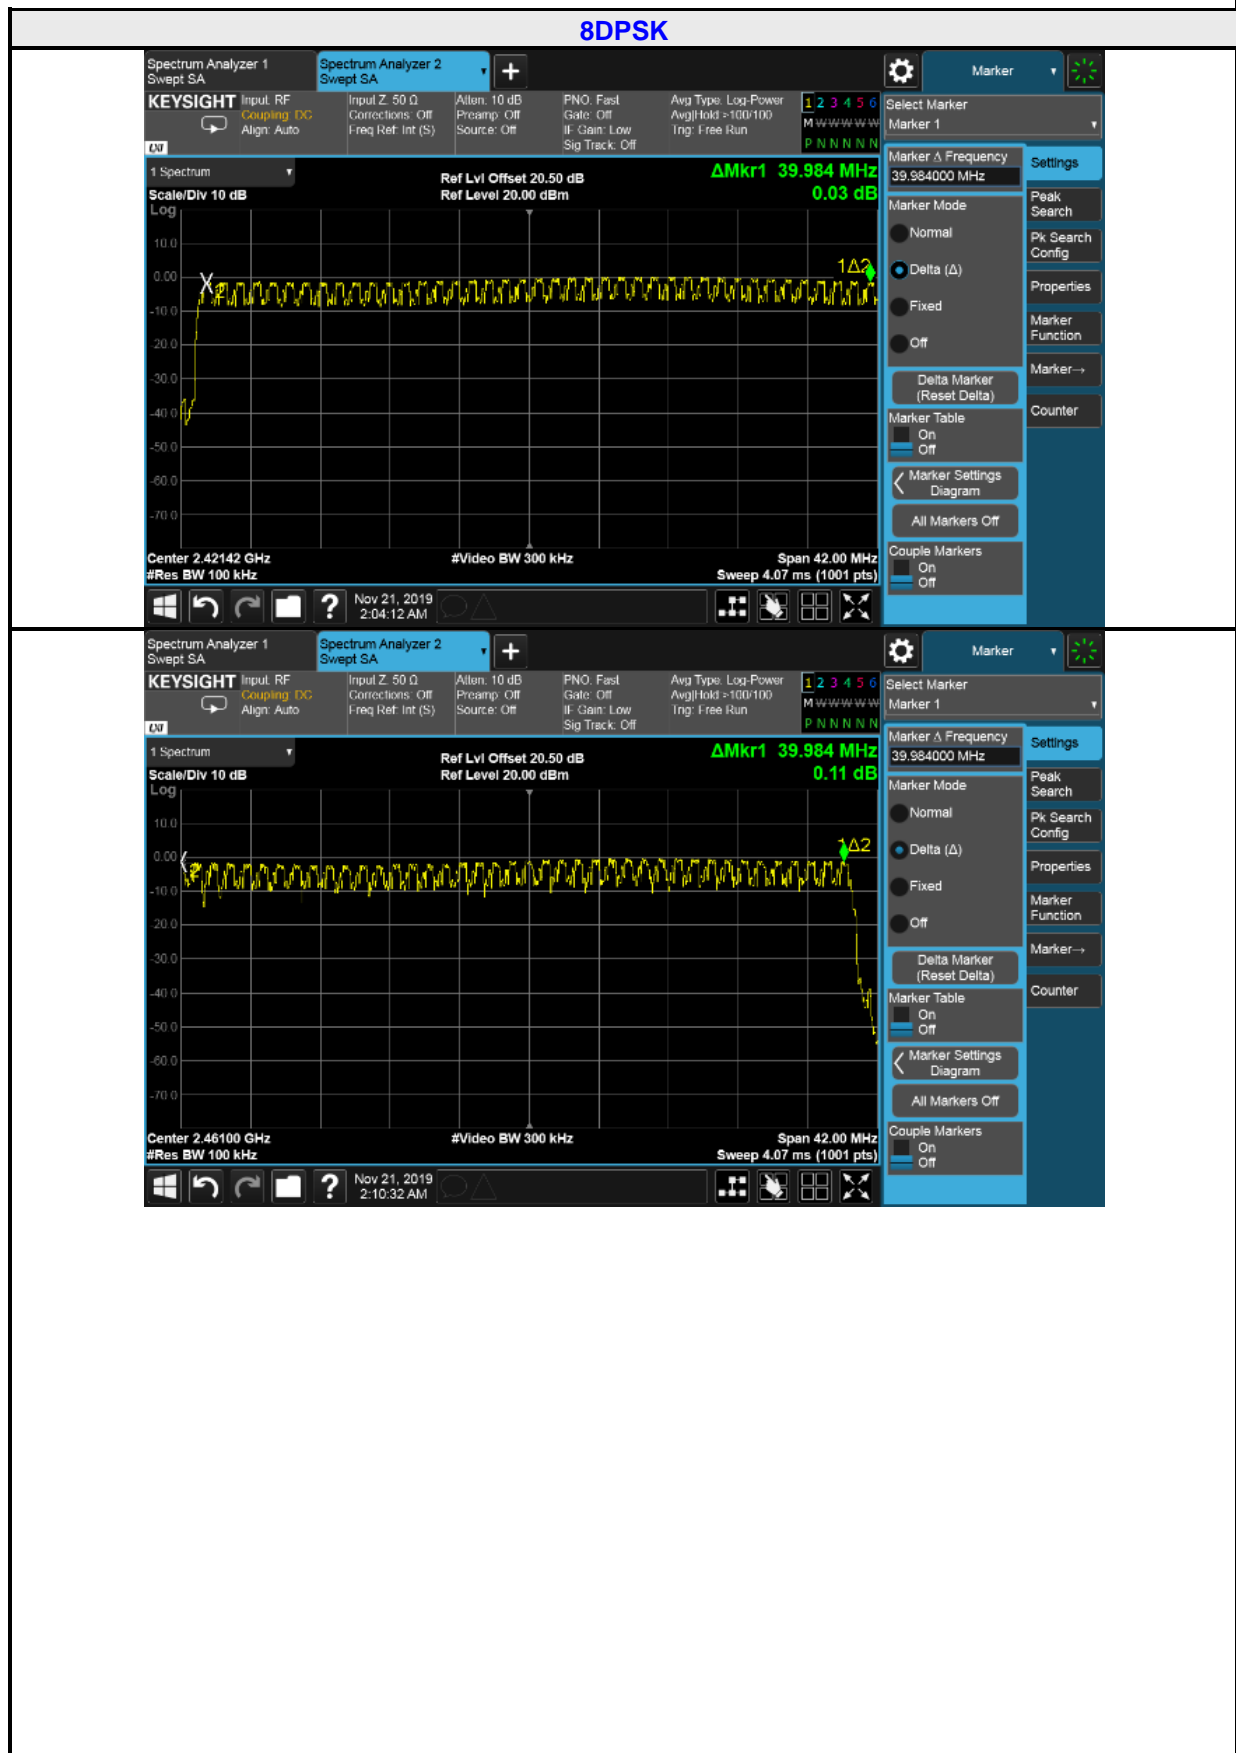 8DPSK
Spectrum Analyzer 1
Swept SA
Spectrum Analyzer 2
Swept SA
Marker
KEYSIGHT
Input: RF
Coupling: DC
Align: Auto
Input Z: 50 Ω
Corrections: Off
Freq Ref: Int (S)
Atten: 10 dB
Preamp: Off
Source: Off
PNO: Fast
Gate: Off
IF Gain: Low
Sig Track: Off
Avg Type: Log-Power
Avg|Hold >100/100
Trig: Free Run
1 2 3 4 5 6
M W W W W W
P N N N N N
Select Marker
Marker 1
LXI
1 Spectrum
Scale/Div 10 dB
Log
Ref Lvl Offset 20.50 dB
Ref Level 20.00 dBm
ΔMkr1 39.984 MHz
0.03 dB
10.0
0.00
-10.0
-20.0
-30.0
-40.0
-50.0
-60.0
-70.0
1Δ2
Center 2.42142 GHz
#Res BW 100 kHz
#Video BW 300 kHz
Span 42.00 MHz
Sweep 4.07 ms (1001 pts)
Marker Δ Frequency
39.984000 MHz
Marker Mode
Normal
Delta (Δ)
Fixed
Off
Delta Marker
(Reset Delta)
Marker Table
On
Off
Marker Settings
Diagram
All Markers Off
Couple Markers
On
Off
Settings
Peak
Search
Pk Search
Config
Properties
Marker
Function
Marker→
Counter
?
Nov 21, 2019
2:04:12 AM
Spectrum Analyzer 1
Swept SA
Spectrum Analyzer 2
Swept SA
Marker
KEYSIGHT
Input: RF
Coupling: DC
Align: Auto
Input Z: 50 Ω
Corrections: Off
Freq Ref: Int (S)
Atten: 10 dB
Preamp: Off
Source: Off
PNO: Fast
Gate: Off
IF Gain: Low
Sig Track: Off
Avg Type: Log-Power
Avg|Hold >100/100
Trig: Free Run
1 2 3 4 5 6
M W W W W W
P N N N N N
Select Marker
Marker 1
LXI
1 Spectrum
Scale/Div 10 dB
Log
Ref Lvl Offset 20.50 dB
Ref Level 20.00 dBm
ΔMkr1 39.984 MHz
0.11 dB
10.0
0.00
-10.0
-20.0
-30.0
-40.0
-50.0
-60.0
-70.0
1Δ2
Center 2.46100 GHz
#Res BW 100 kHz
#Video BW 300 kHz
Span 42.00 MHz
Sweep 4.07 ms (1001 pts)
Marker Δ Frequency
39.984000 MHz
Marker Mode
Normal
Delta (Δ)
Fixed
Off
Delta Marker
(Reset Delta)
Marker Table
On
Off
Marker Settings
Diagram
All Markers Off
Couple Markers
On
Off
Settings
Peak
Search
Pk Search
Config
Properties
Marker
Function
Marker→
Counter
?
Nov 21, 2019
2:10:32 AM